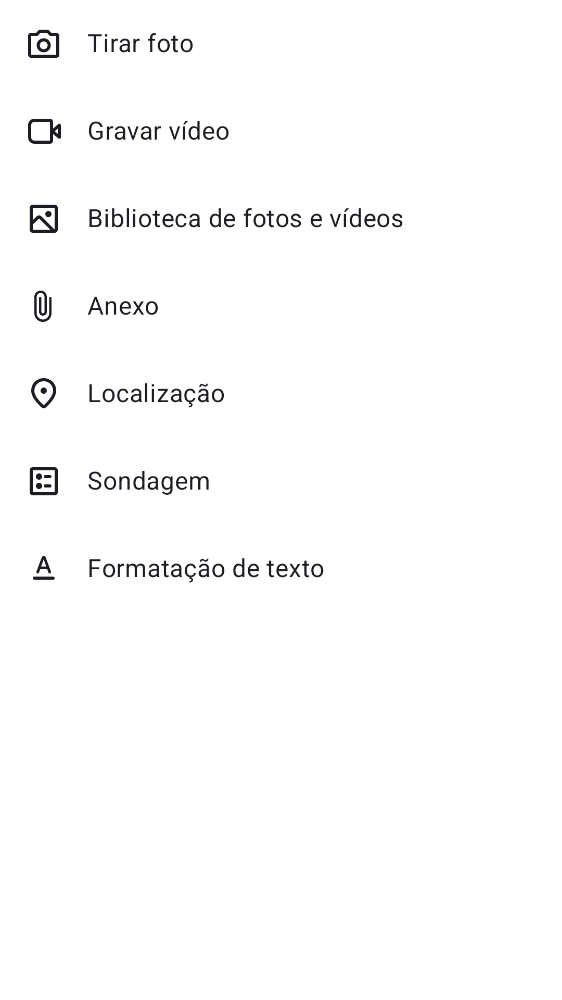 Tirar foto
Gravar vídeo
Biblioteca de fotos e vídeos
Anexo
Localização
Sondagem
Formatação de texto